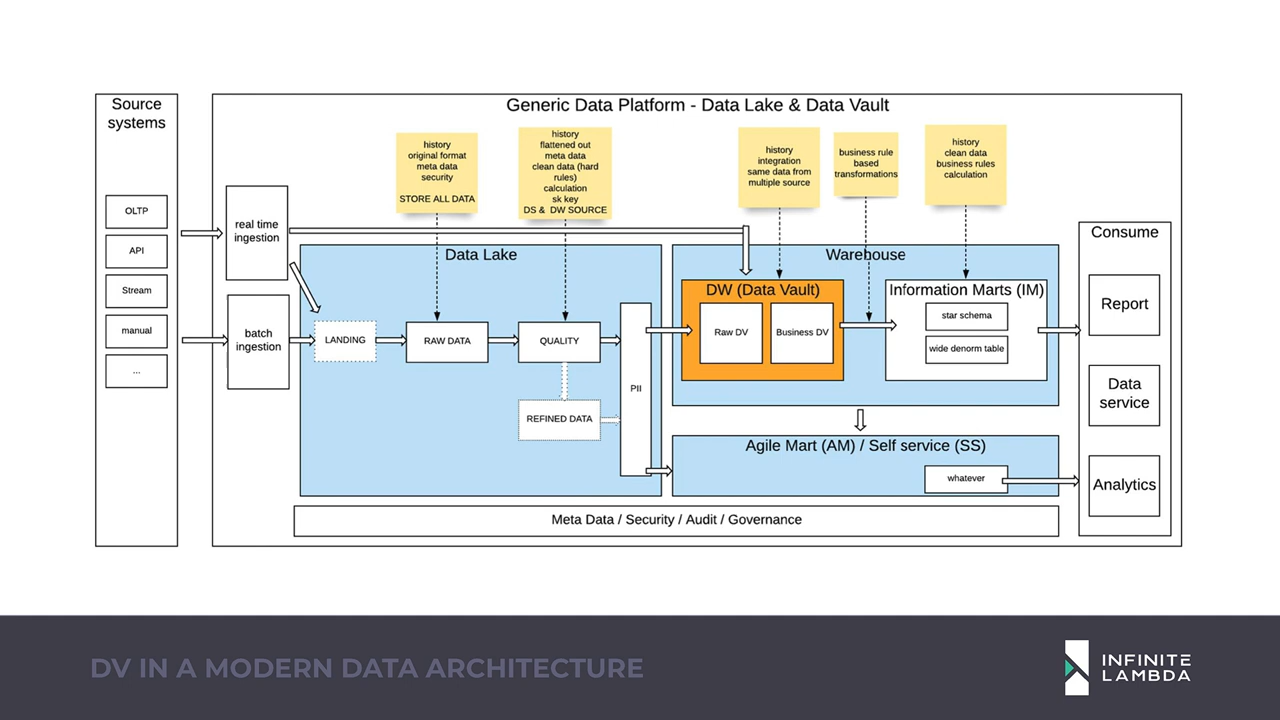 Source
systems
OLTP
API
Stream
manual
...
Generic Data Platform - Data Lake & Data Vault
real time
ingestion
batch
ingestion
history
original format
meta data
security
STORE ALL DATA
history
flattened out
meta data
clean data (hard
rules)
calculation
sk key
DS & DW SOURCE
history
integration
same data from
multiple source
business rule
based
transformations
history
clean data
business rules
calculation
Data Lake
LANDING
RAW DATA
QUALITY
REFINED DATA
PII
Warehouse
DW (Data Vault)
Raw DV
Business DV
Information Marts (IM)
star schema
wide denorm table
Agile Mart (AM) / Self service (SS)
whatever
Consume
Report
Data
service
Analytics
Meta Data / Security / Audit / Governance
DV IN A MODERN DATA ARCHITECTURE
INFINITE
LAMBDA